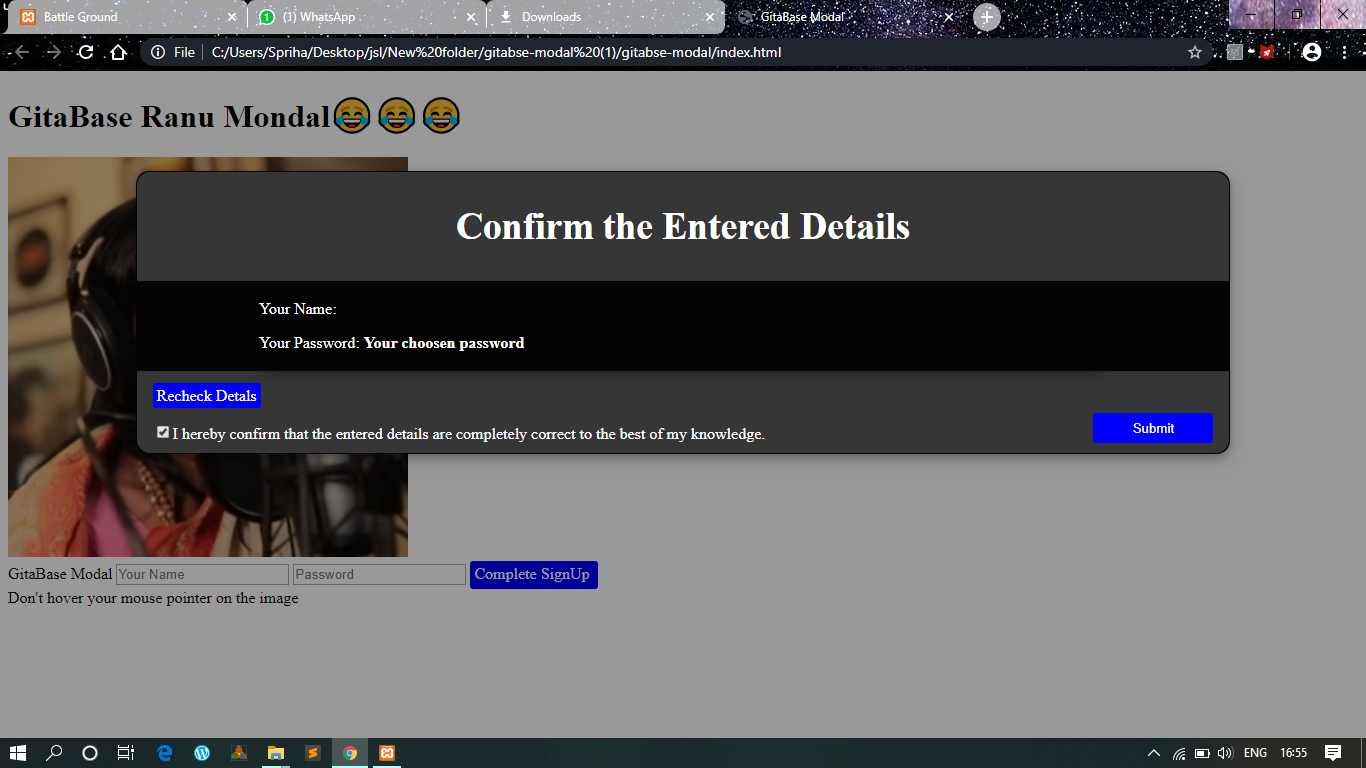 Battle Ground
(1) WhatsApp
Downloads
GitaBase Modal
File C:/Users/Spriha/Desktop/jsl/New%20folder/gitabse-modal%20(1)/gitabse-modal/index.html
GitaBase Ranu Mondal😂 😂 😂
Confirm the Entered Details
Your Name:
Your Password: Your choosen password
Recheck Detals
I hereby confirm that the entered details are completely correct to the best of my knowledge.
Submit
GitaBase Modal Your Name Password Complete SignUp
Don't hover your mouse pointer on the image
ENG 16:55